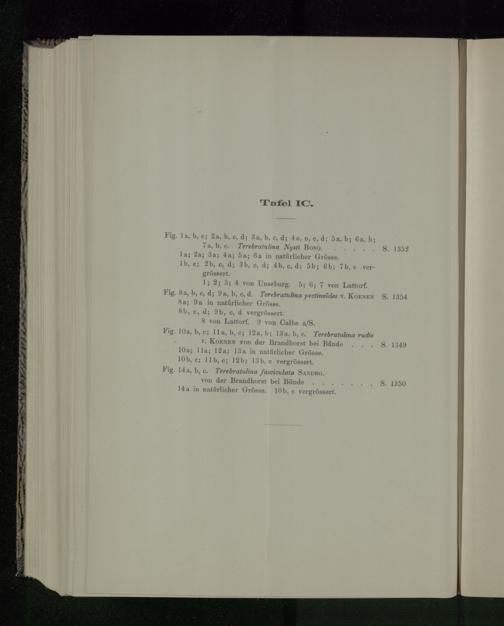 Tafel IC.
Fig. 1a, b, c; 2a, b, c, d; 3a, b, c, d; 4a, b, c, d; 5a, b; 6a, b;
7a, b, c. Terebratulina Nysti Bosq. . . . . . S. 1352
1a; 2a; 3a; 4a; 5a; 6a in natürlicher Grösse.
1b, c; 2b, c, d; 3b, c, d; 4b, c, d; 5b; 6b; 7b, c ver-
grössert.
1; 2; 3; 4 von Unseburg. 5; 6; 7 von Lattorf.
Fig. 8a, b, c, d; 9a, b, c, d. Terebratulina pectinoides v. Koenen S. 1354
8a; 9a in natürlicher Grösse.
8b, c, d; 9b, c, d vergrössert.
8 von Lattorf. 9 von Calbe a/S.
Fig. 10a, b, c; 11a, b, c; 12a, b; 13a, b, c. Terebratulina rudis
v. Koenen von der Brandhorst bei Bünde . . . S. 1349
10a; 11a; 12a; 13a in natürlicher Grösse.
10b, c; 11b, c; 12b; 13b, c vergrössert.
Fig. 14a, b, c. Terebratulina fasciculata Sandbg.
von der Brandhorst bei Bünde . . . . . . . S. 1350
14a in natürlicher Grösse. 10b, c vergrössert.